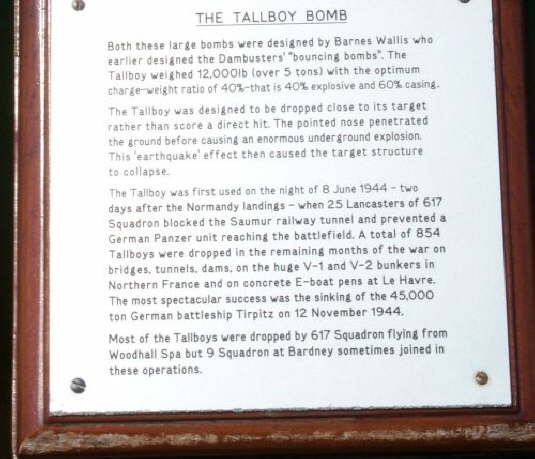 THE TALLBOY BOMB
Both these large bombs were designed by Barnes Wallis who
earlier designed the Dambusters' "bouncing bombs". The
Tallboy weighed 12,000lb (over 5 tons) with the optimum
charge-weight ratio of 40%-that is 40% explosive and 60% casing.
The Tallboy was designed to be dropped close to its target
rather than score a direct hit. The pointed nose penetrated
the ground before causing an enormous underground explosion.
This 'earthquake' effect then caused the target structure
to collapse.
The Tallboy was first used on the night of 8 June 1944 - two
days after the Normandy landings - when 25 Lancasters of 617
Squadron blocked the Saumur railway tunnel and prevented a
German Panzer unit reaching the battlefield. A total of 854
Tallboys were dropped in the remaining months of the war on
bridges, tunnels, dams, on the huge V-1 and V-2 bunkers in
Northern France and on concrete E-boat pens at Le Havre.
The most spectacular success was the sinking of the 45,000
ton German battleship Tirpitz on 12 November 1944.
Most of the Tallboys were dropped by 617 Squadron flying from
Woodhall Spa but 9 Squadron at Bardney sometimes joined in
these operations.